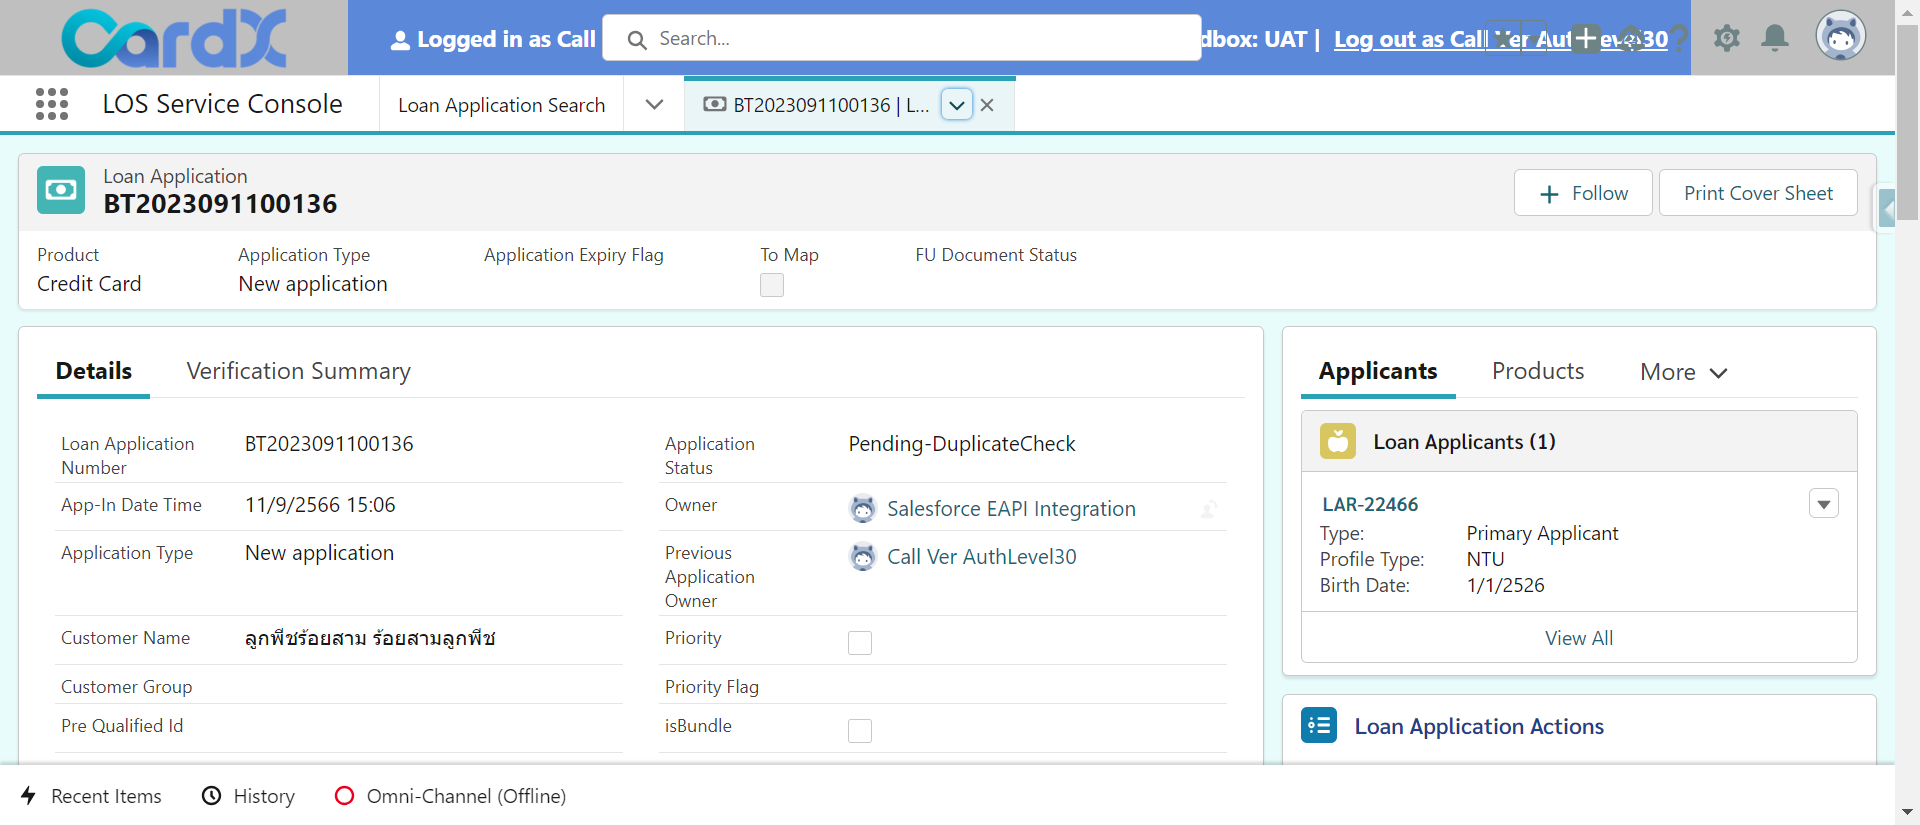 CardX
Logged in as Call
Search...
dbox: UAT | Log out as Call Ver Aut
LOS Service Console
Loan Application Search
BT2023091100136 | L...
Loan Application
BT2023091100136
Follow
Print Cover Sheet
Product
Application Type
Application Expiry Flag
To Map
FU Document Status
Credit Card
New application
Details
Verification Summary
Loan Application
Number
BT2023091100136
Application
Status
Pending-DuplicateCheck
App-In Date Time
11/9/2566 15:06
Owner
Salesforce EAPI Integration
Application Type
New application
Previous
Application
Owner
Call Ver AuthLevel30
Customer Name
ลูกพีชร้อยสาม ร้อยสามลูกพีช
Priority
Customer Group
Priority Flag
Pre Qualified Id
isBundle
Applicants
Products
More
Loan Applicants (1)
LAR-22466
Type:
Primary Applicant
Profile Type:
NTU
Birth Date:
1/1/2526
View All
Loan Application Actions
Recent Items
History
Omni-Channel (Offline)